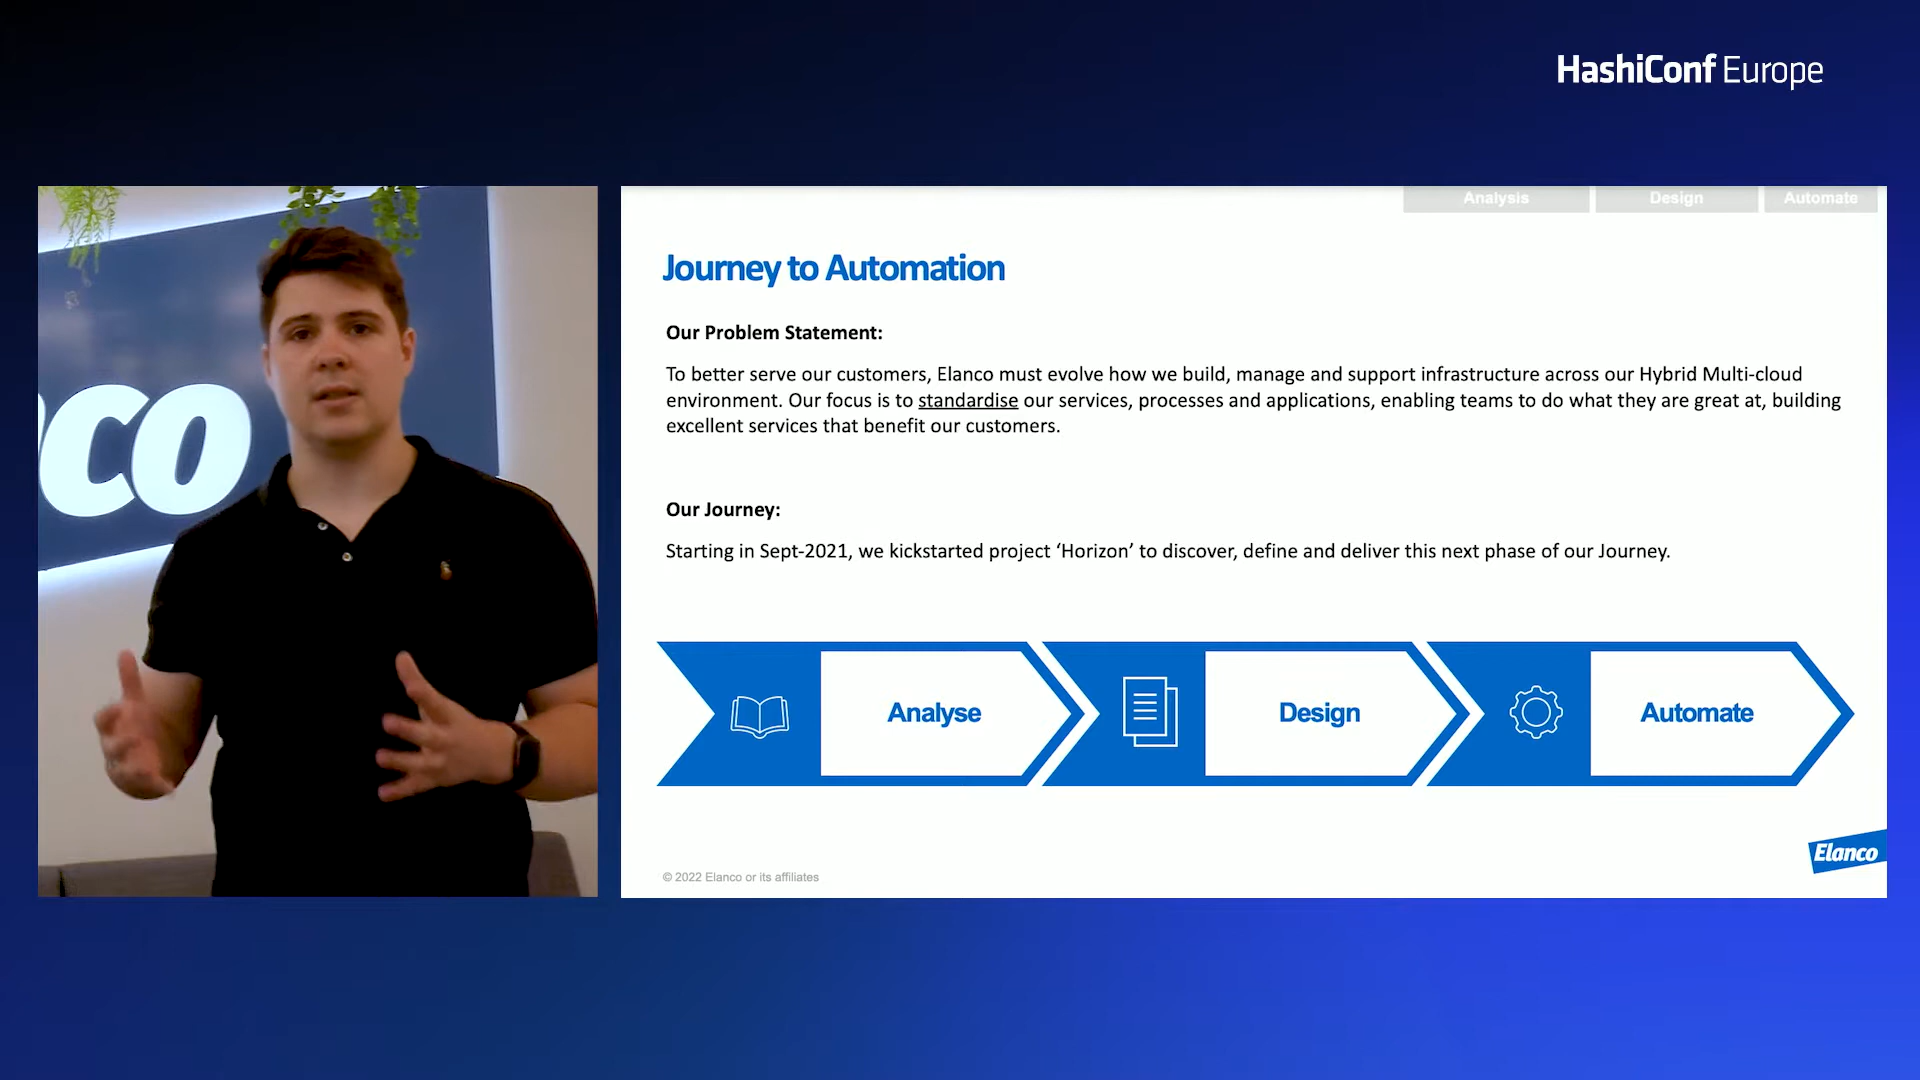 HashiConf Europe
Analysis
Design
Automate
Journey to Automation
Our Problem Statement:
To better serve our customers, Elanco must evolve how we build, manage and support infrastructure across our Hybrid Multi-cloud
environment. Our focus is to standardise our services, processes and applications, enabling teams to do what they are great at, building
excellent services that benefit our customers.
Our Journey:
Starting in Sept-2021, we kickstarted project ‘Horizon’ to discover, define and deliver this next phase of our Journey.
Analyse
Design
Automate
Elanco
© 2022 Elanco or its affiliates
co